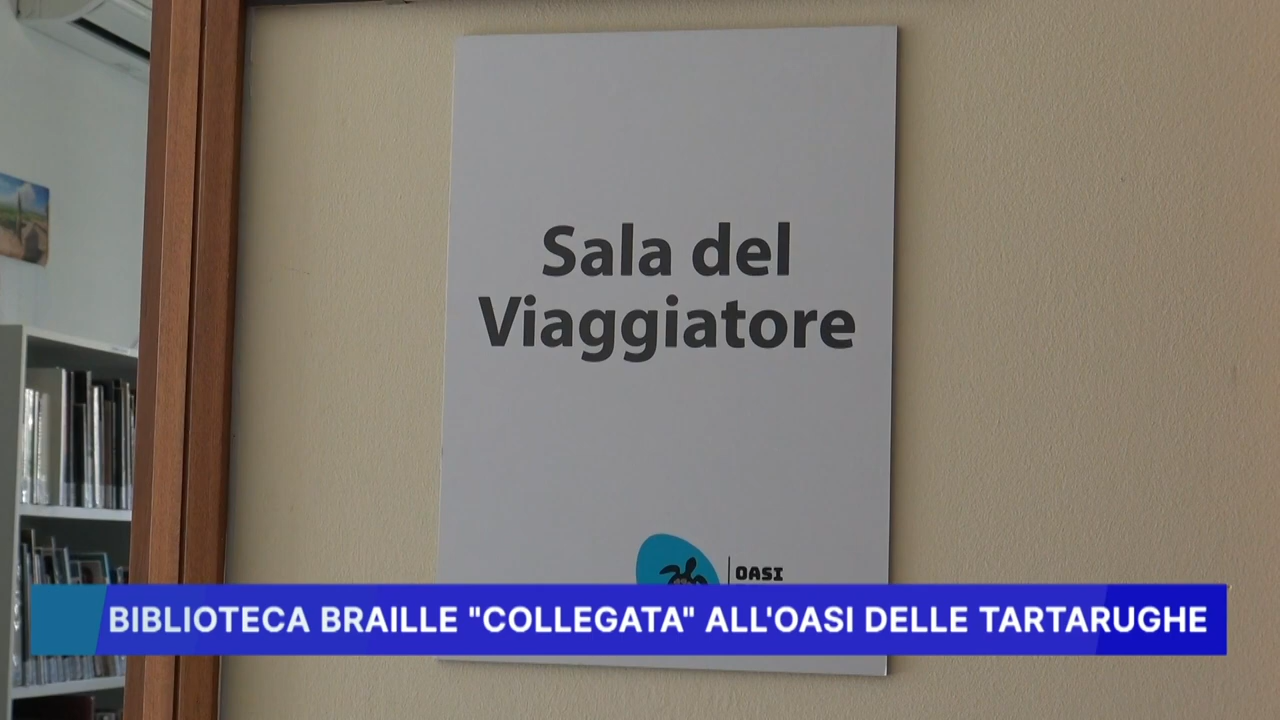 Sala del
Viaggiatore
OASI
BIBLIOTECA BRAILLE "COLLEGATA" ALL'OASI DELLE TARTARUGHE